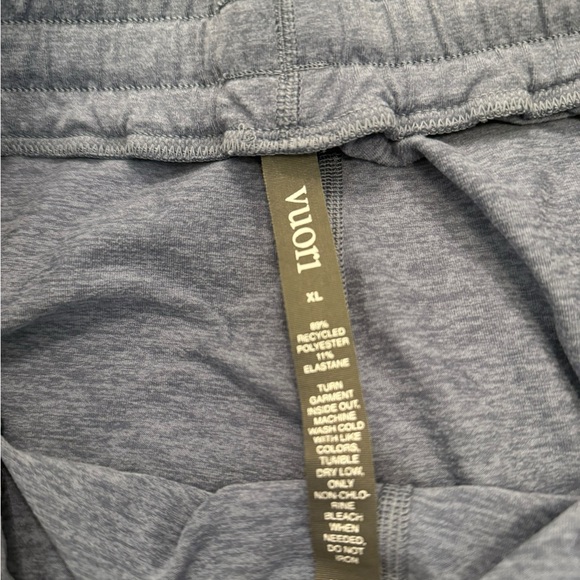 vuori
XL
89%
RECYCLED
POLYESTER
11%
ELASTANE
TURN
GARMENT
INSIDE OUT,
MACHINE
WASH COLD
WITH LIKE
COLORS,
TUMBLE
DRY LOW,
ONLY
NON-CHLO-
RINE
BLEACH
WHEN
NEEDED,
DO NOT
IRON